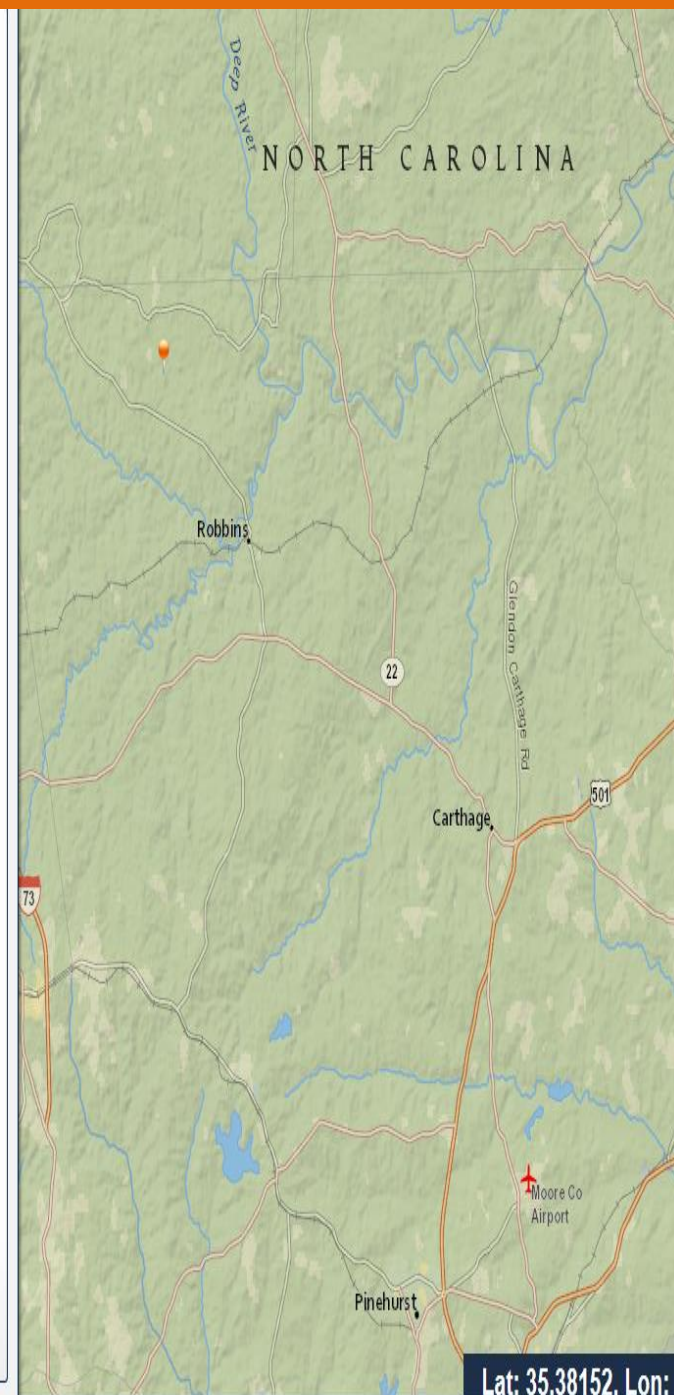 Deep River
NORTH CAROLINA
Robbins
22
Glendon Carthage Rd
501
Carthage
73
Moore Co
Airport
Pinehurst
Lat: 35.38152, Lon: